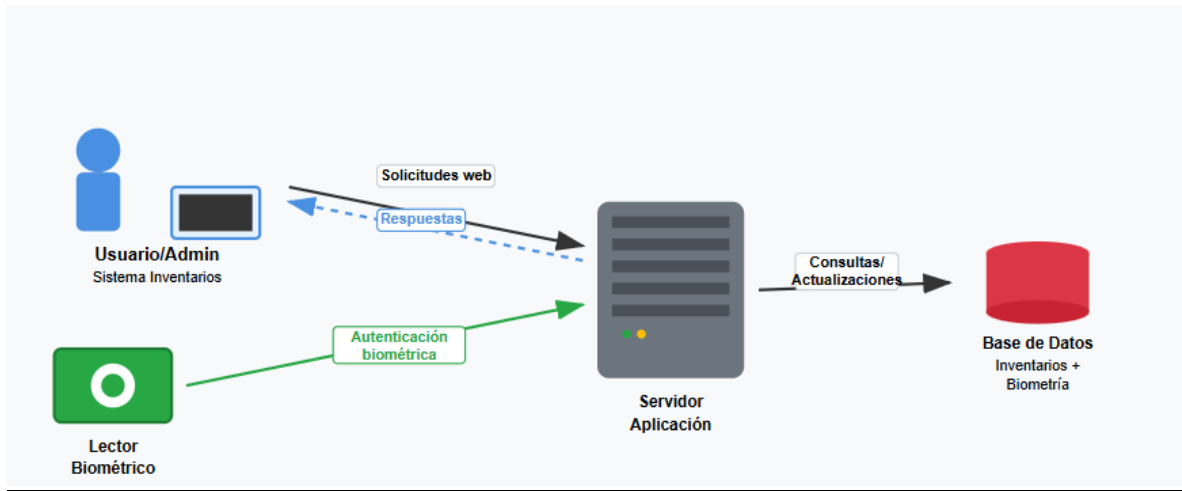 Solicitudes web
Respuestas
Usuario/Admin
Sistema Inventarios
Autenticación
biométrica
Lector
Biométrico
Servidor
Aplicación
Consultas/
Actualizaciones
Base de Datos
Inventarios +
Biometría